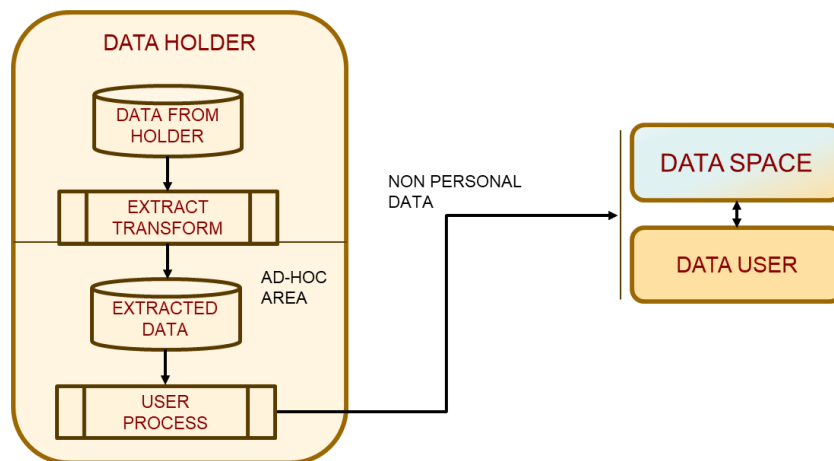 DATA HOLDER
DATA FROM
HOLDER
EXTRACT
TRANSFORM
AD-HOC
AREA
EXTRACTED
DATA
USER
PROCESS
NON PERSONAL
DATA
DATA SPACE
DATA USER